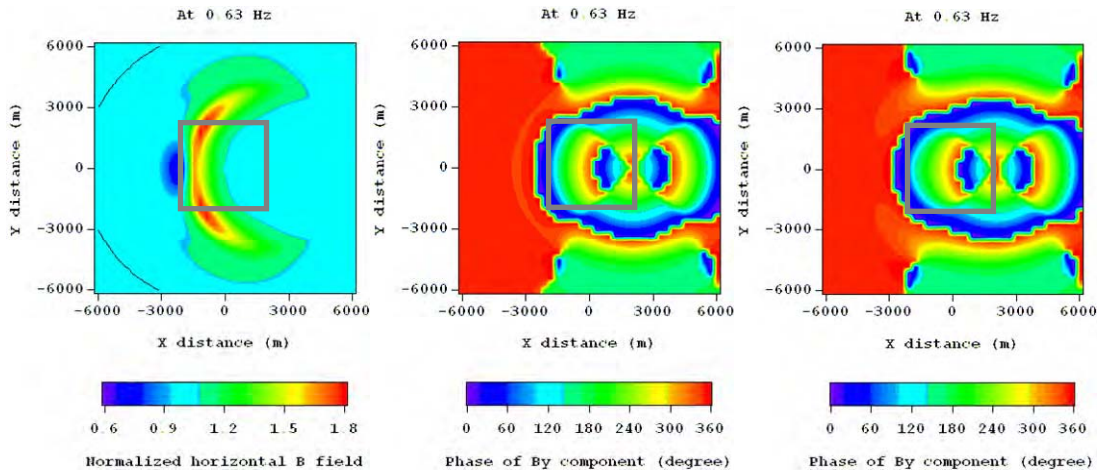 At 0.63 Hz
6000
3000
0
-3000
-6000
Y distance (m)
-6000 -3000 0 3000 6000
X distance (m)
0.6 0.9 1.2 1.5 1.8
Normalized horizontal B field
At 0.63 Hz
6000
3000
0
-3000
-6000
Y distance (m)
-6000 -3000 0 3000 6000
X distance (m)
0 60 120 180 240 300 360
Phase of By component (degree)
At 0.63 Hz
6000
3000
0
-3000
-6000
Y distance (m)
-6000 -3000 0 3000 6000
X distance (m)
0 60 120 180 240 300 360
Phase of By component (degree)